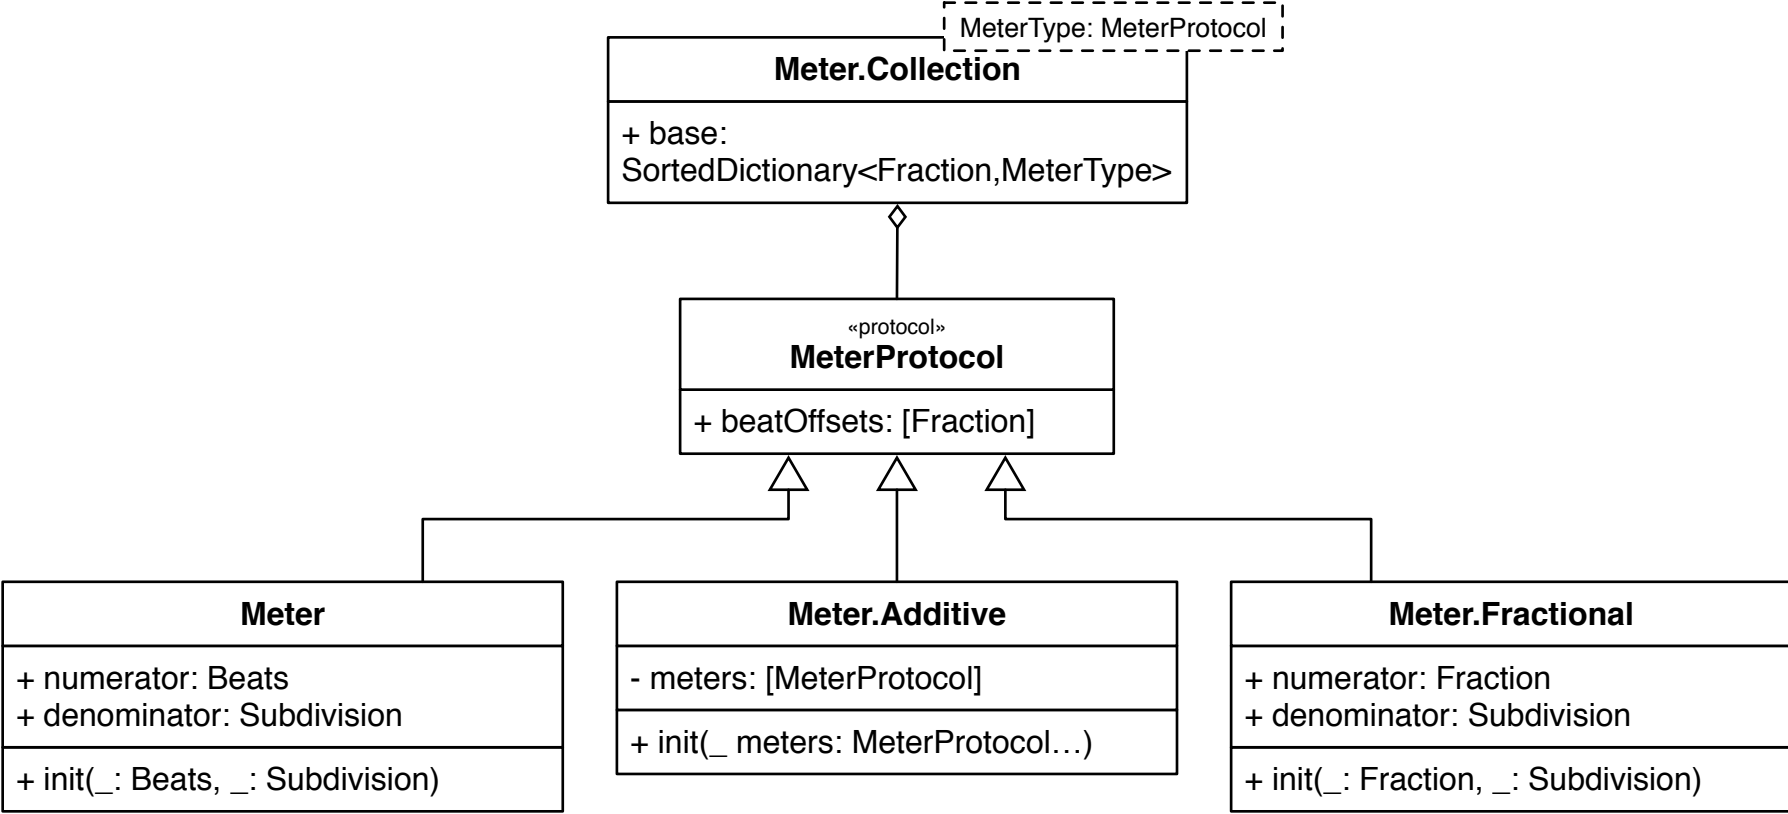 MeterType: MeterProtocol
Meter.Collection
+ base:
SortedDictionary<Fraction,MeterType>
«protocol»
MeterProtocol
+ beatOffsets: [Fraction]
Meter
+ numerator: Beats
+ denominator: Subdivision
+ init(_: Beats, _: Subdivision)
Meter.Additive
- meters: [MeterProtocol]
+ init(_ meters: MeterProtocol…)
Meter.Fractional
+ numerator: Fraction
+ denominator: Subdivision
+ init(_: Fraction, _: Subdivision)